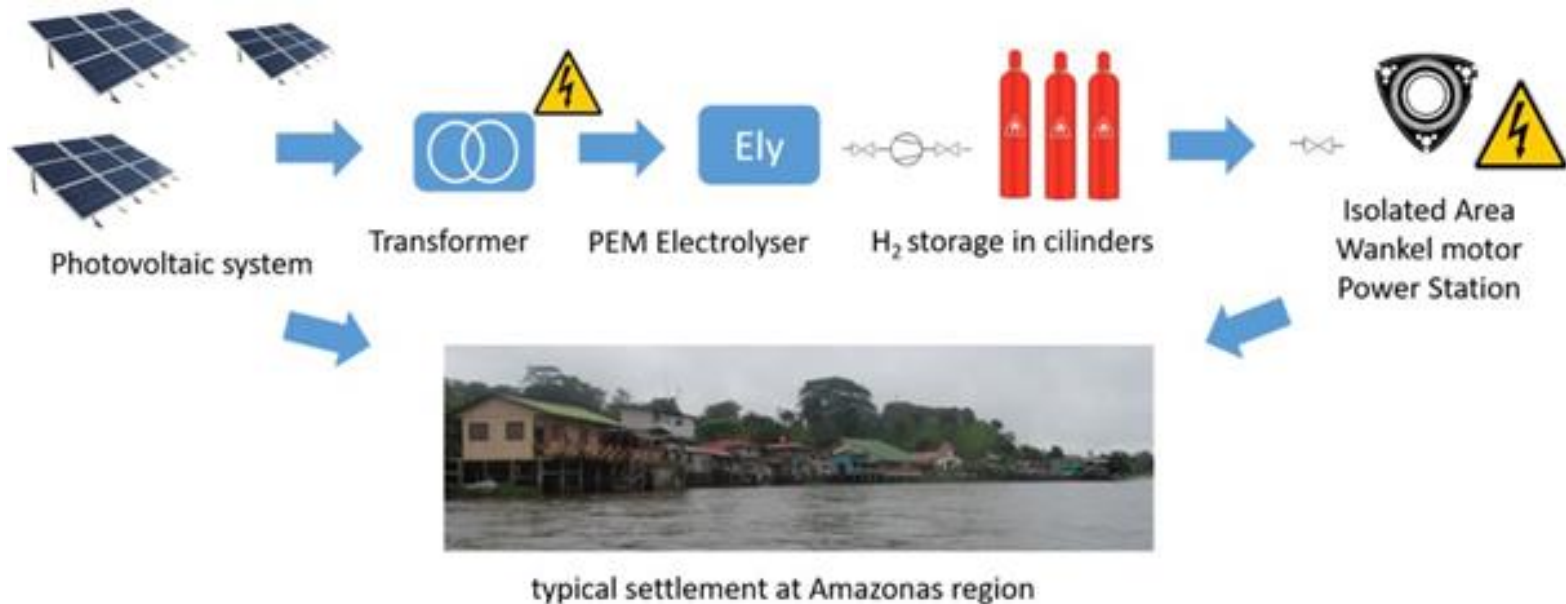 Photovoltaic system
Transformer
Ely
PEM Electrolyser
H₂ storage in cilinders
Isolated Area
Wankel motor
Power Station
typical settlement at Amazonas region